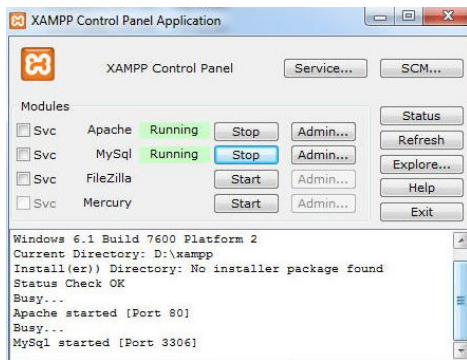 XAMPP Control Panel Application
XAMPP Control Panel Service... SCM...
Modules
Svc Apache Running Stop Admin...
Svc MySql Running Stop Admin...
Svc FileZilla Start Admin...
Svc Mercury Start Admin...
Status
Refresh
Explore...
Help
Exit
Windows 6.1 Build 7600 Platform 2
Current Directory: D:\xampp
Install(er)) Directory: No installer package found
Status Check OK
Busy...
Apache started [Port 80]
Busy...
MySql started [Port 3306]